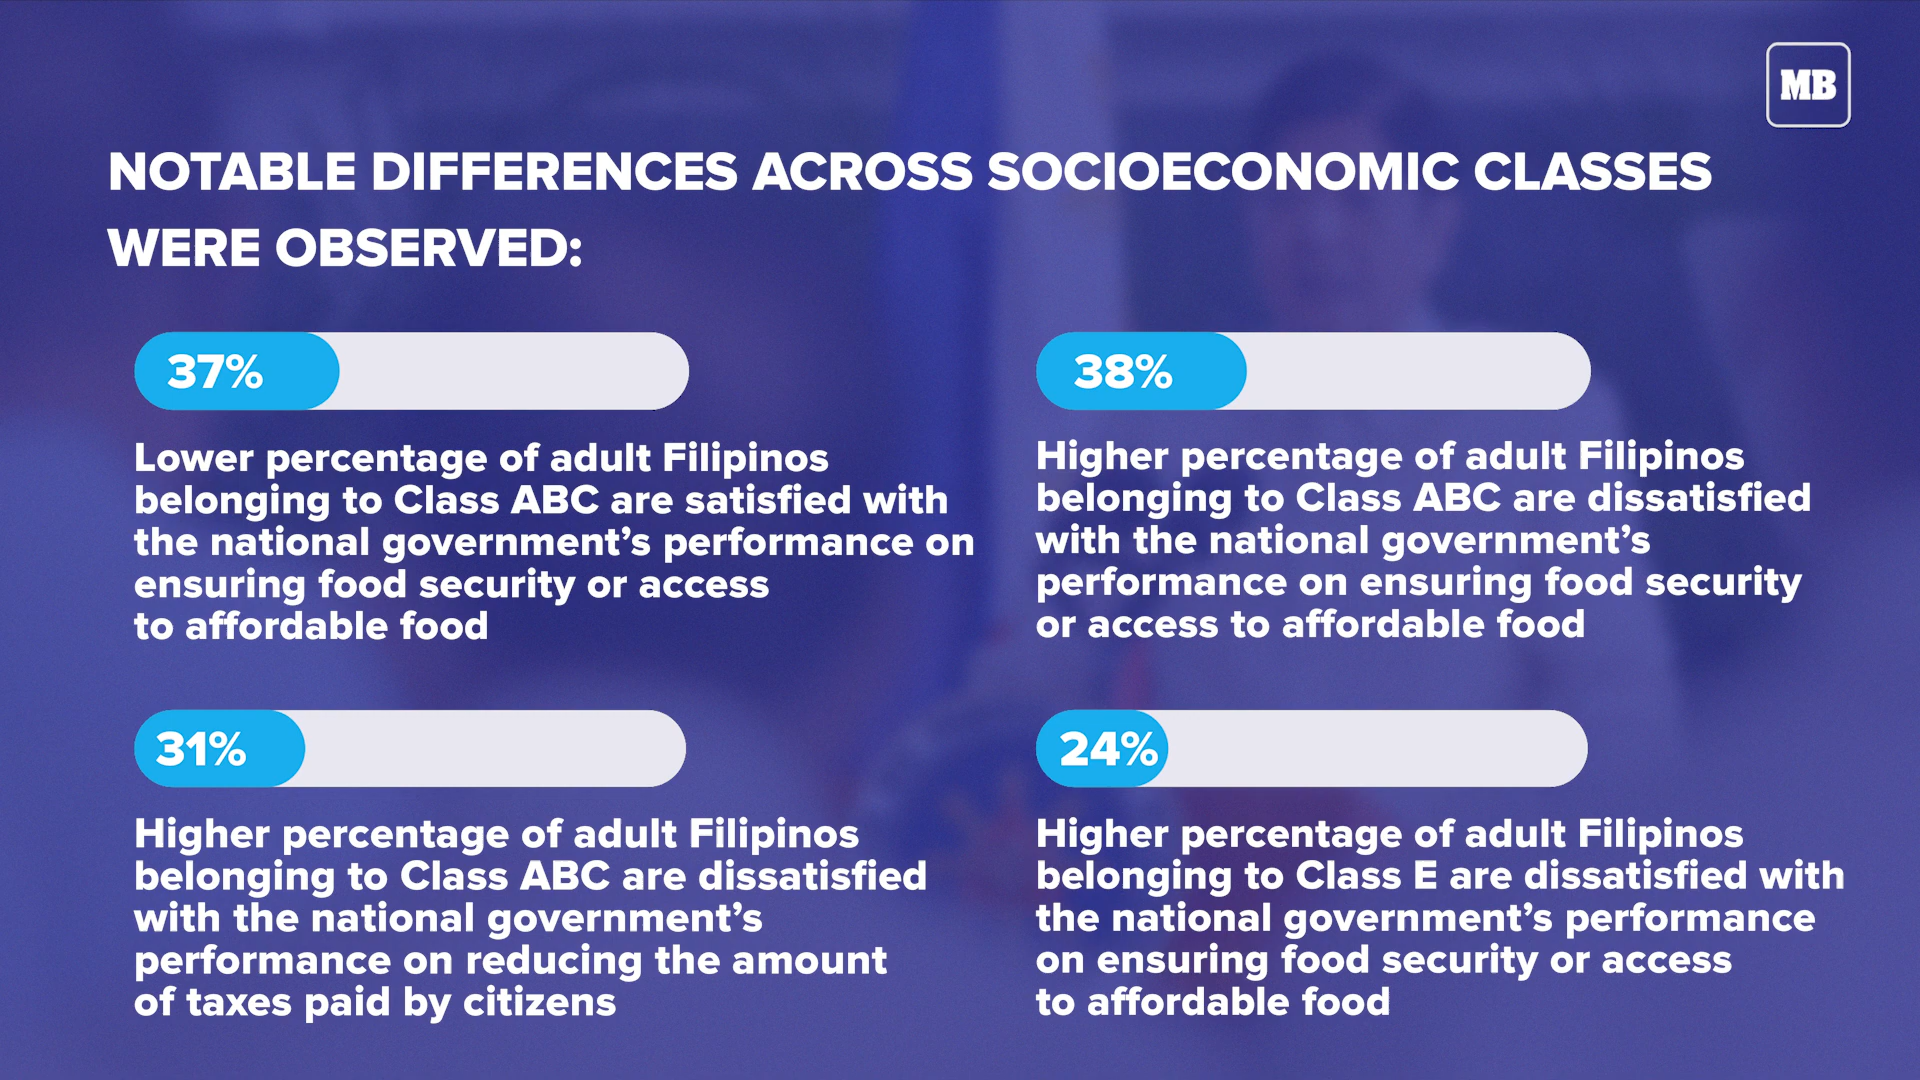 MB
NOTABLE DIFFERENCES ACROSS SOCIOECONOMIC CLASSES
WERE OBSERVED:
37%
Lower percentage of adult Filipinos
belonging to Class ABC are satisfied with
the national government’s performance on
ensuring food security or access
to affordable food
38%
Higher percentage of adult Filipinos
belonging to Class ABC are dissatisfied
with the national government’s
performance on ensuring food security
or access to affordable food
31%
Higher percentage of adult Filipinos
belonging to Class ABC are dissatisfied
with the national government’s
performance on reducing the amount
of taxes paid by citizens
24%
Higher percentage of adult Filipinos
belonging to Class E are dissatisfied with
the national government’s performance
on ensuring food security or access
to affordable food